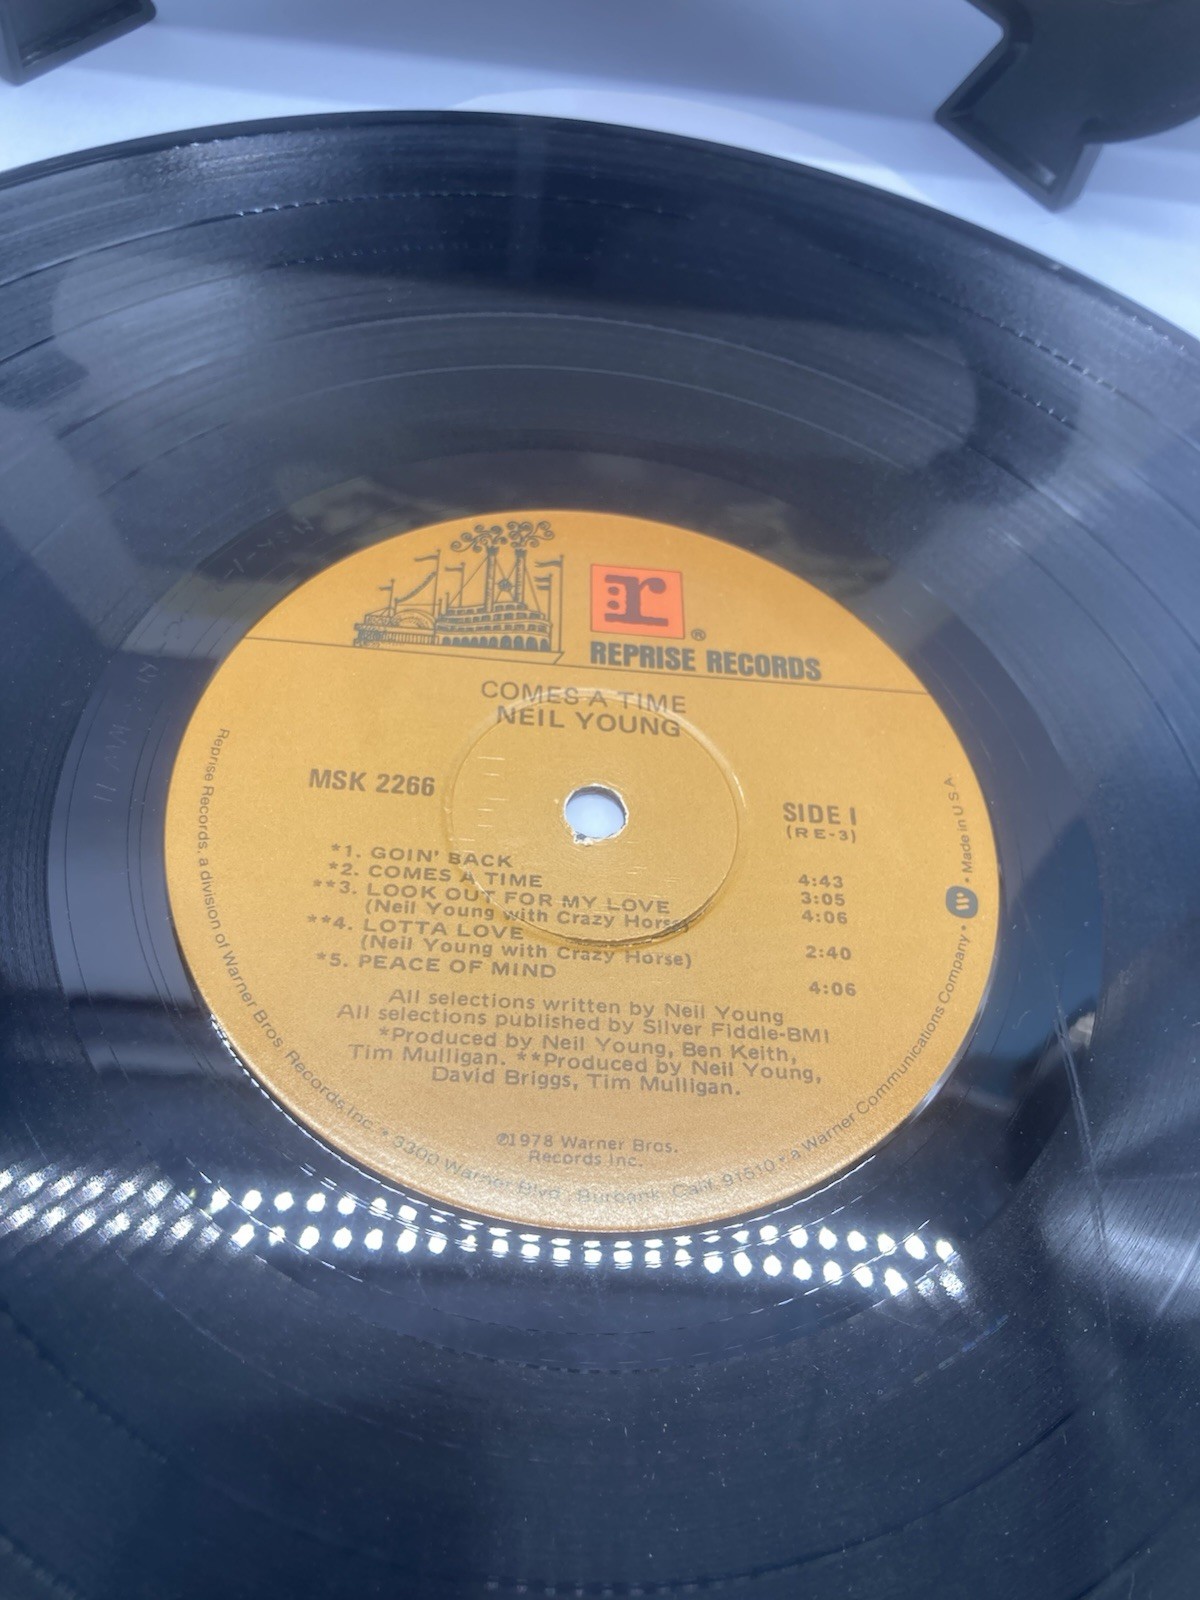 r ®
REPRISE RECORDS
COMES A TIME
NEIL YOUNG
MSK 2266
SIDE 1
(RE-3)
*1. GOIN' BACK 4:43
*2. COMES A TIME 3:05
**3. LOOK OUT FOR MY LOVE 4:06
(Neil Young with Crazy Horse)
**4. LOTTA LOVE 2:40
(Neil Young with Crazy Horse)
*5. PEACE OF MIND 4:06
All selections written by Neil Young
All selections published by Silver Fiddle-BMI
*Produced by Neil Young, Ben Keith,
Tim Mulligan. **Produced by Neil Young,
David Briggs, Tim Mulligan.
℗1978 Warner Bros.
Records Inc.
Reprise Records, a division of Warner Bros. Records Inc. • 3300 Warner Blvd., Burbank, Calif. 91510 • a Warner Communications Company • W • Made in U.S.A.